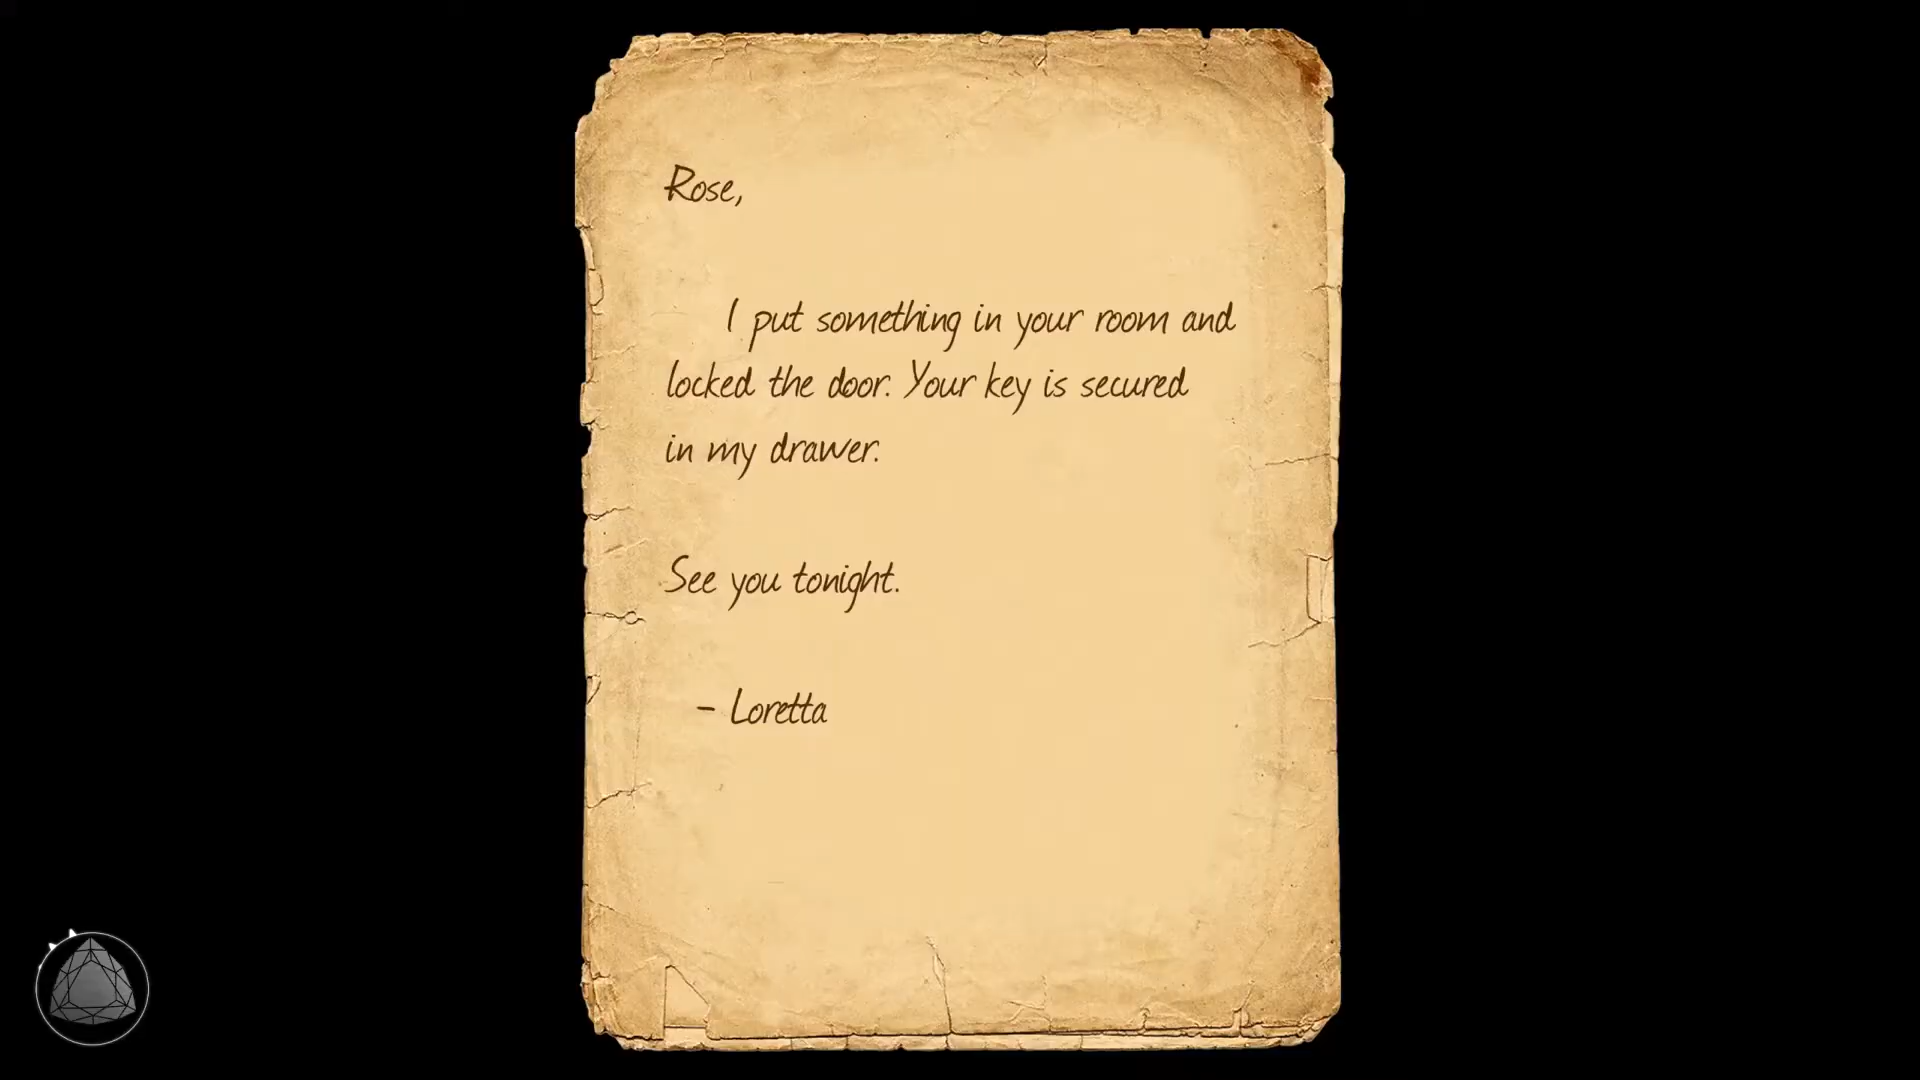 Rose,
I put something in your room and
locked the door. Your key is secured
in my drawer.
See you tonight.
- Loretta